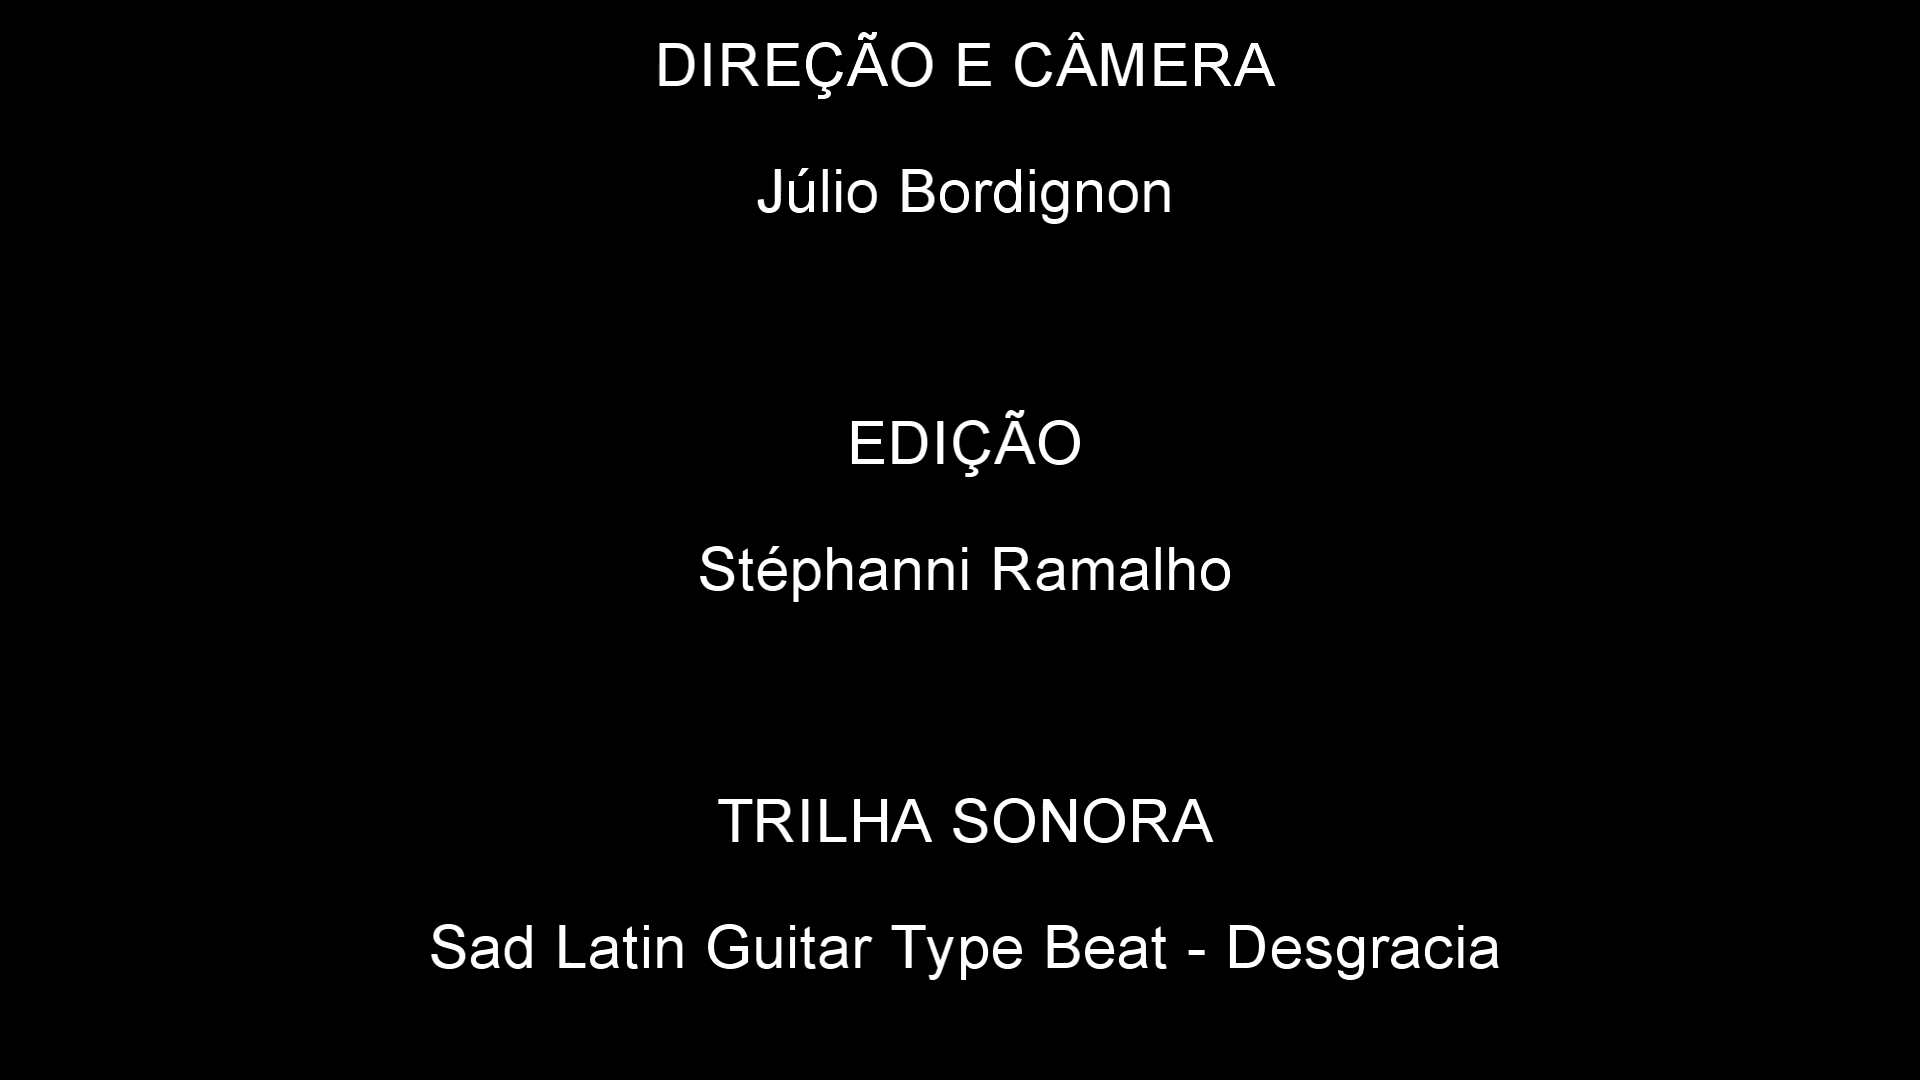 DIREÇÃO E CÂMERA
Júlio Bordignon
EDIÇÃO
Stéphanni Ramalho
TRILHA SONORA
Sad Latin Guitar Type Beat - Desgracia